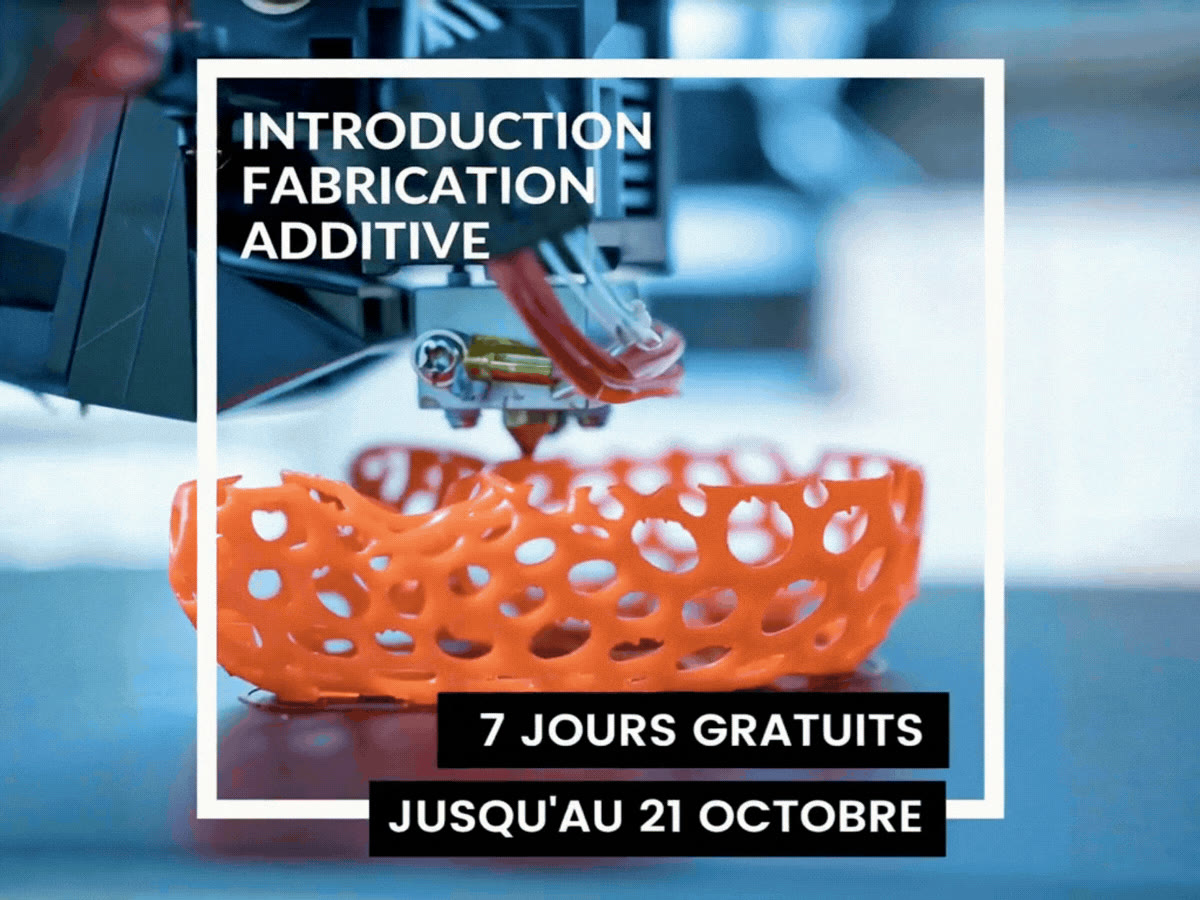 INTRODUCTION
FABRICATION
ADDITIVE
7 JOURS GRATUITS
JUSQU'AU 21 OCTOBRE